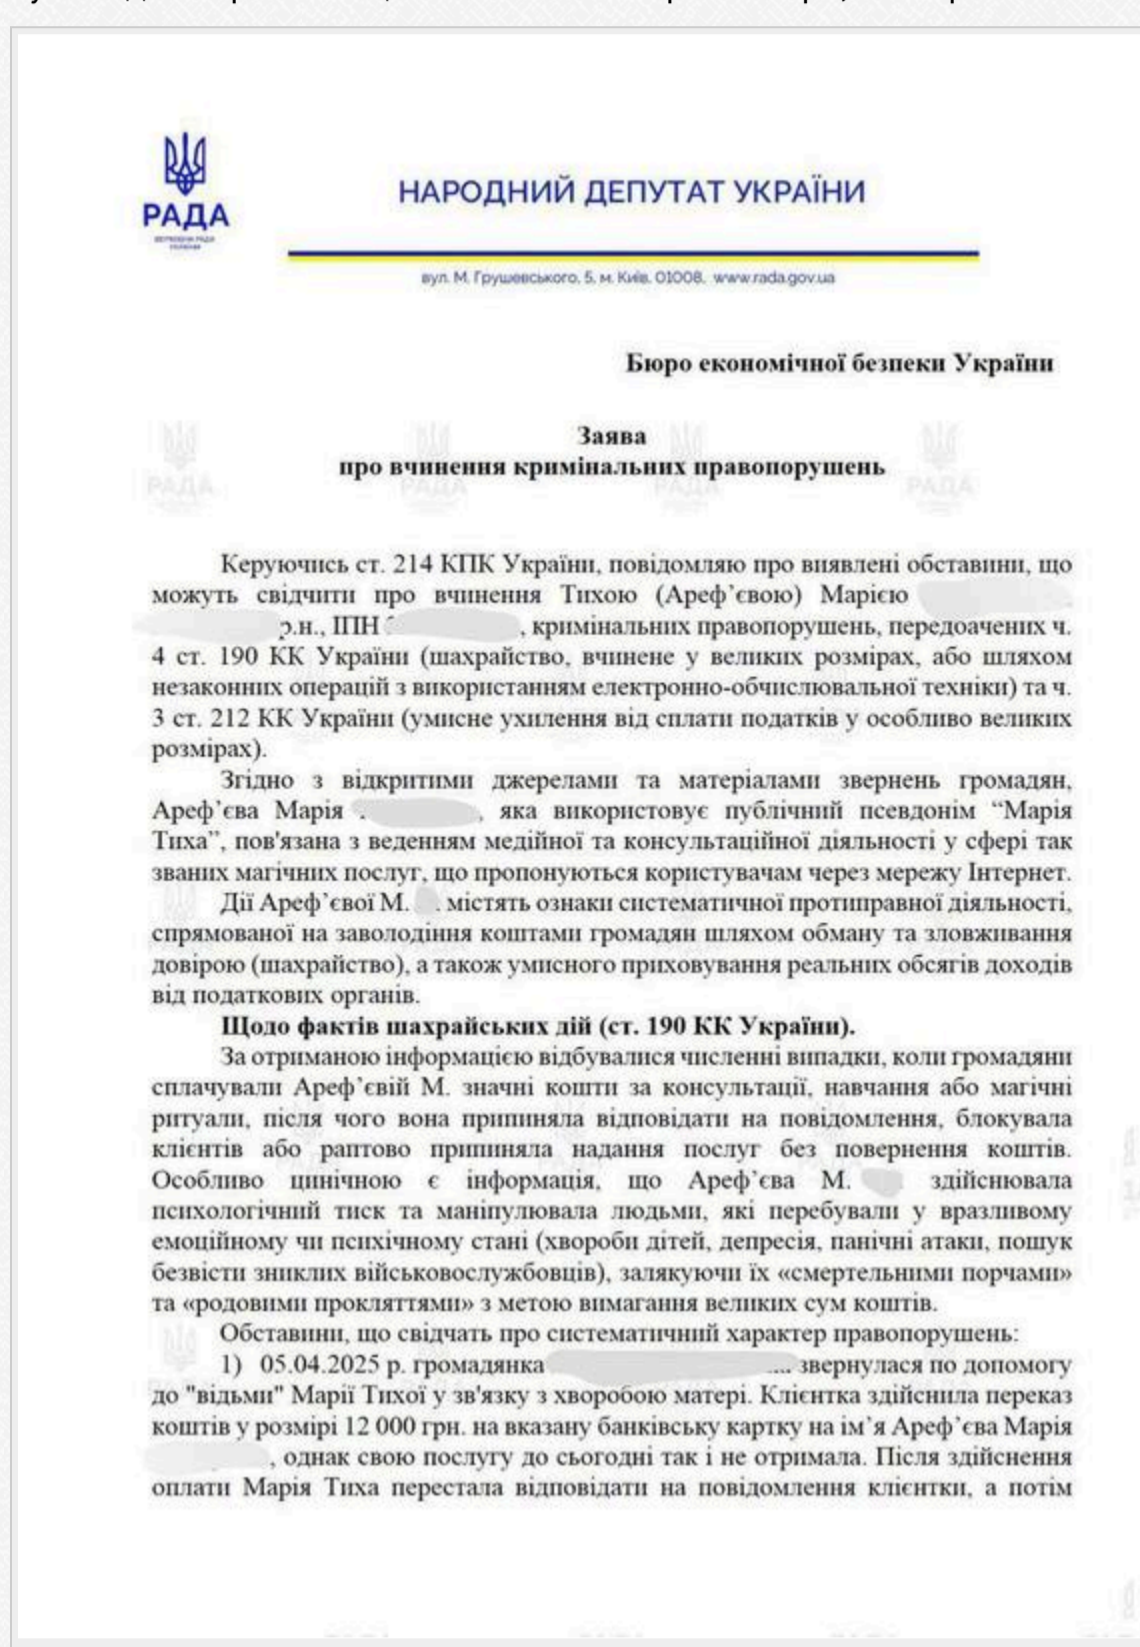 РАДА
ВЕРХОВНА РАДА
УКРАЇНИ
НАРОДНИЙ ДЕПУТАТ УКРАЇНИ
вул. М. Грушевського, 5, м. Київ, 01008, www.rada.gov.ua
Бюро економічної безпеки України
Заява
про вчинення кримінальних правопорушень
Керуючись ст. 214 КПК України, повідомляю про виявлені обставини, що
можуть свідчити про вчинення Тихою (Ареф’євою) Марією
р.н., ІПН , кримінальних правопорушень, передоачених ч.
4 ст. 190 КК України (шахрайство, вчинене у великих розмірах, або шляхом
незаконних операцій з використанням електронно-обчислювальної техніки) та ч.
3 ст. 212 КК України (умисне ухилення від сплати податків у особливо великих
розмірах).
Згідно з відкритими джерелами та матеріалами звернень громадян,
Ареф’єва Марія , яка використовує публічний псевдонім “Марія
Тиха”, пов'язана з веденням медійної та консультаційної діяльності у сфері так
званих магічних послуг, що пропонуються користувачам через мережу Інтернет.
Дії Ареф’євої М. . містять ознаки систематичної протиправної діяльності,
спрямованої на заволодіння коштами громадян шляхом обману та зловживання
довірою (шахрайство), а також умисного приховування реальних обсягів доходів
від податкових органів.
Щодо фактів шахрайських дій (ст. 190 КК України).
За отриманою інформацією відбувалися численні випадки, коли громадяни
сплачували Ареф’євій М. значні кошти за консультації, навчання або магічні
ритуали, після чого вона припиняла відповідати на повідомлення, блокувала
клієнтів або раптово припиняла надання послуг без повернення коштів.
Особливо цинічною є інформація, що Ареф’єва М. здійснювала
психологічний тиск та маніпулювала людьми, які перебували у вразливому
емоційному чи психічному стані (хвороби дітей, депресія, панічні атаки, пошук
безвісти зниклих військовослужбовців), залякуючи їх «смертельними порчами»
та «родовими прокляттями» з метою вимагання великих сум коштів.
Обставини, що свідчать про систематичний характер правопорушень:
1) 05.04.2025 р. громадянка звернулася по допомогу
до "відьми" Марії Тихої у зв'язку з хворобою матері. Клієнтка здійснила переказ
коштів у розмірі 12 000 грн. на вказану банківську картку на ім’я Ареф’єва Марія
, однак свою послугу до сьогодні так і не отримала. Після здійснення
оплати Марія Тиха перестала відповідати на повідомлення клієнтки, а потім